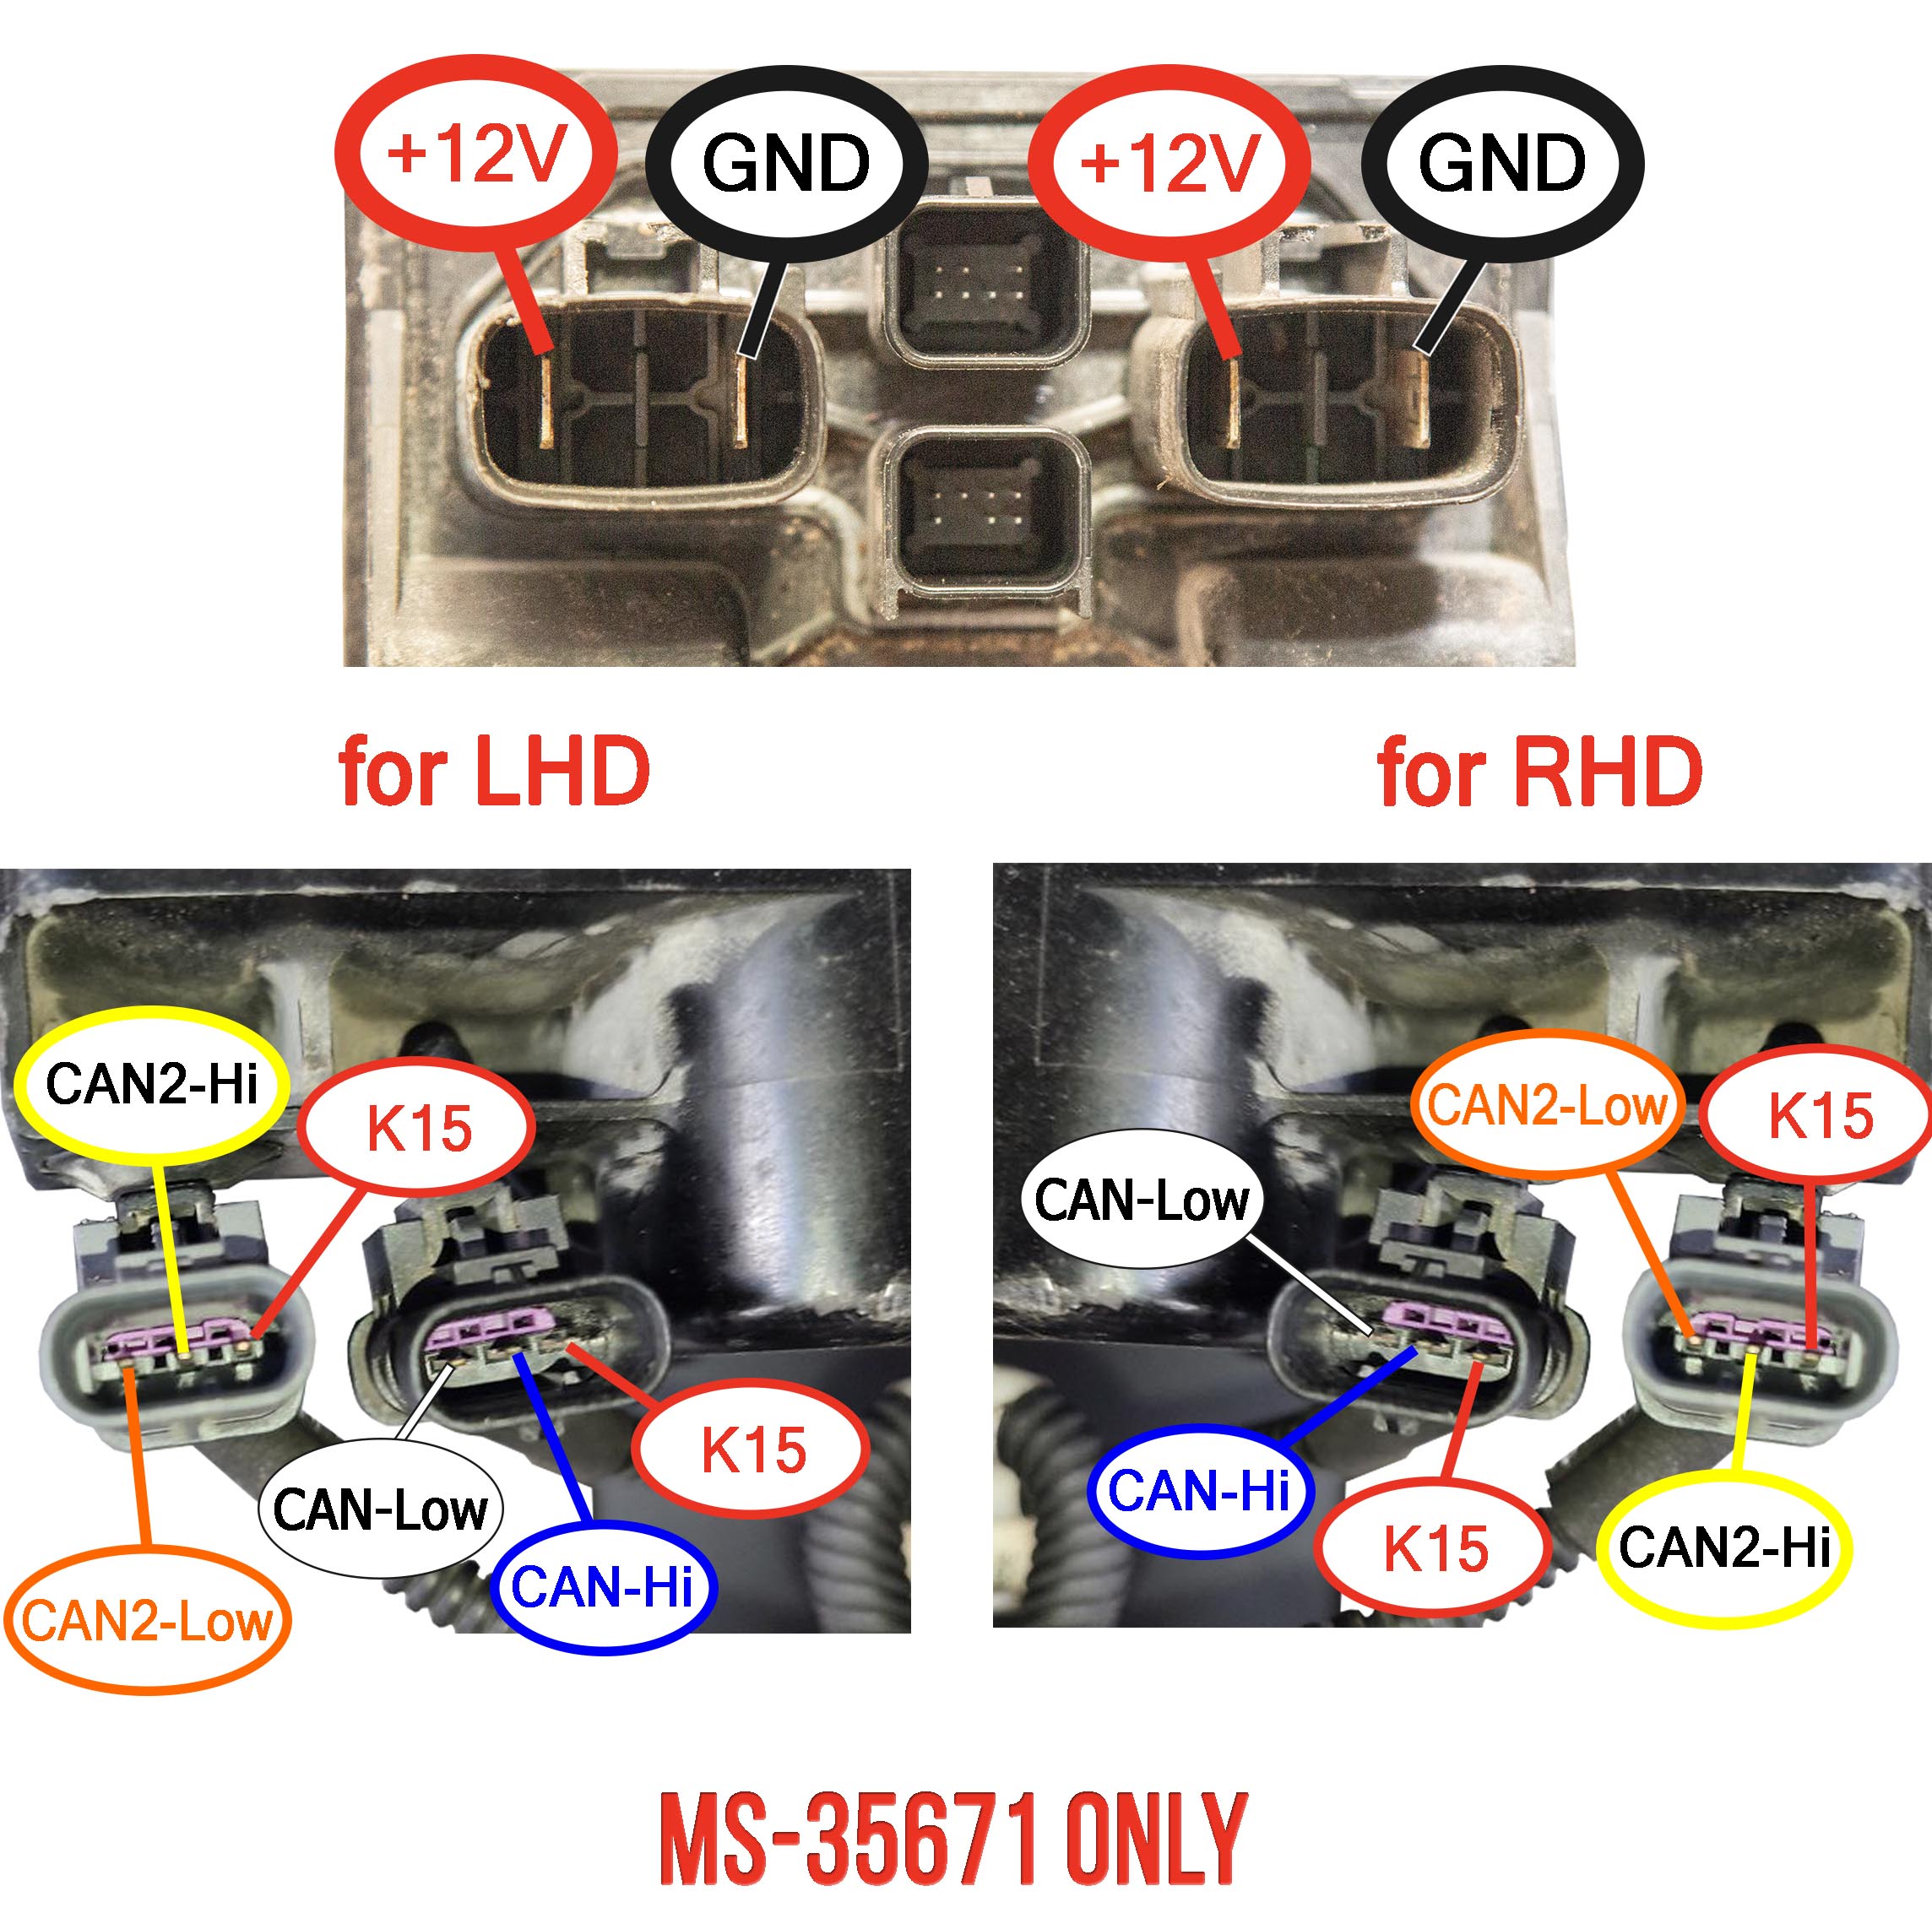 +12V
GND
+12V
GND
for LHD
for RHD
CAN2-Hi
K15
CAN-Low
CAN2-Low
K15
K15
CAN-Low
CAN-Hi
CAN2-Low
CAN-Hi
K15
CAN2-Hi
MS-35671 ONLY